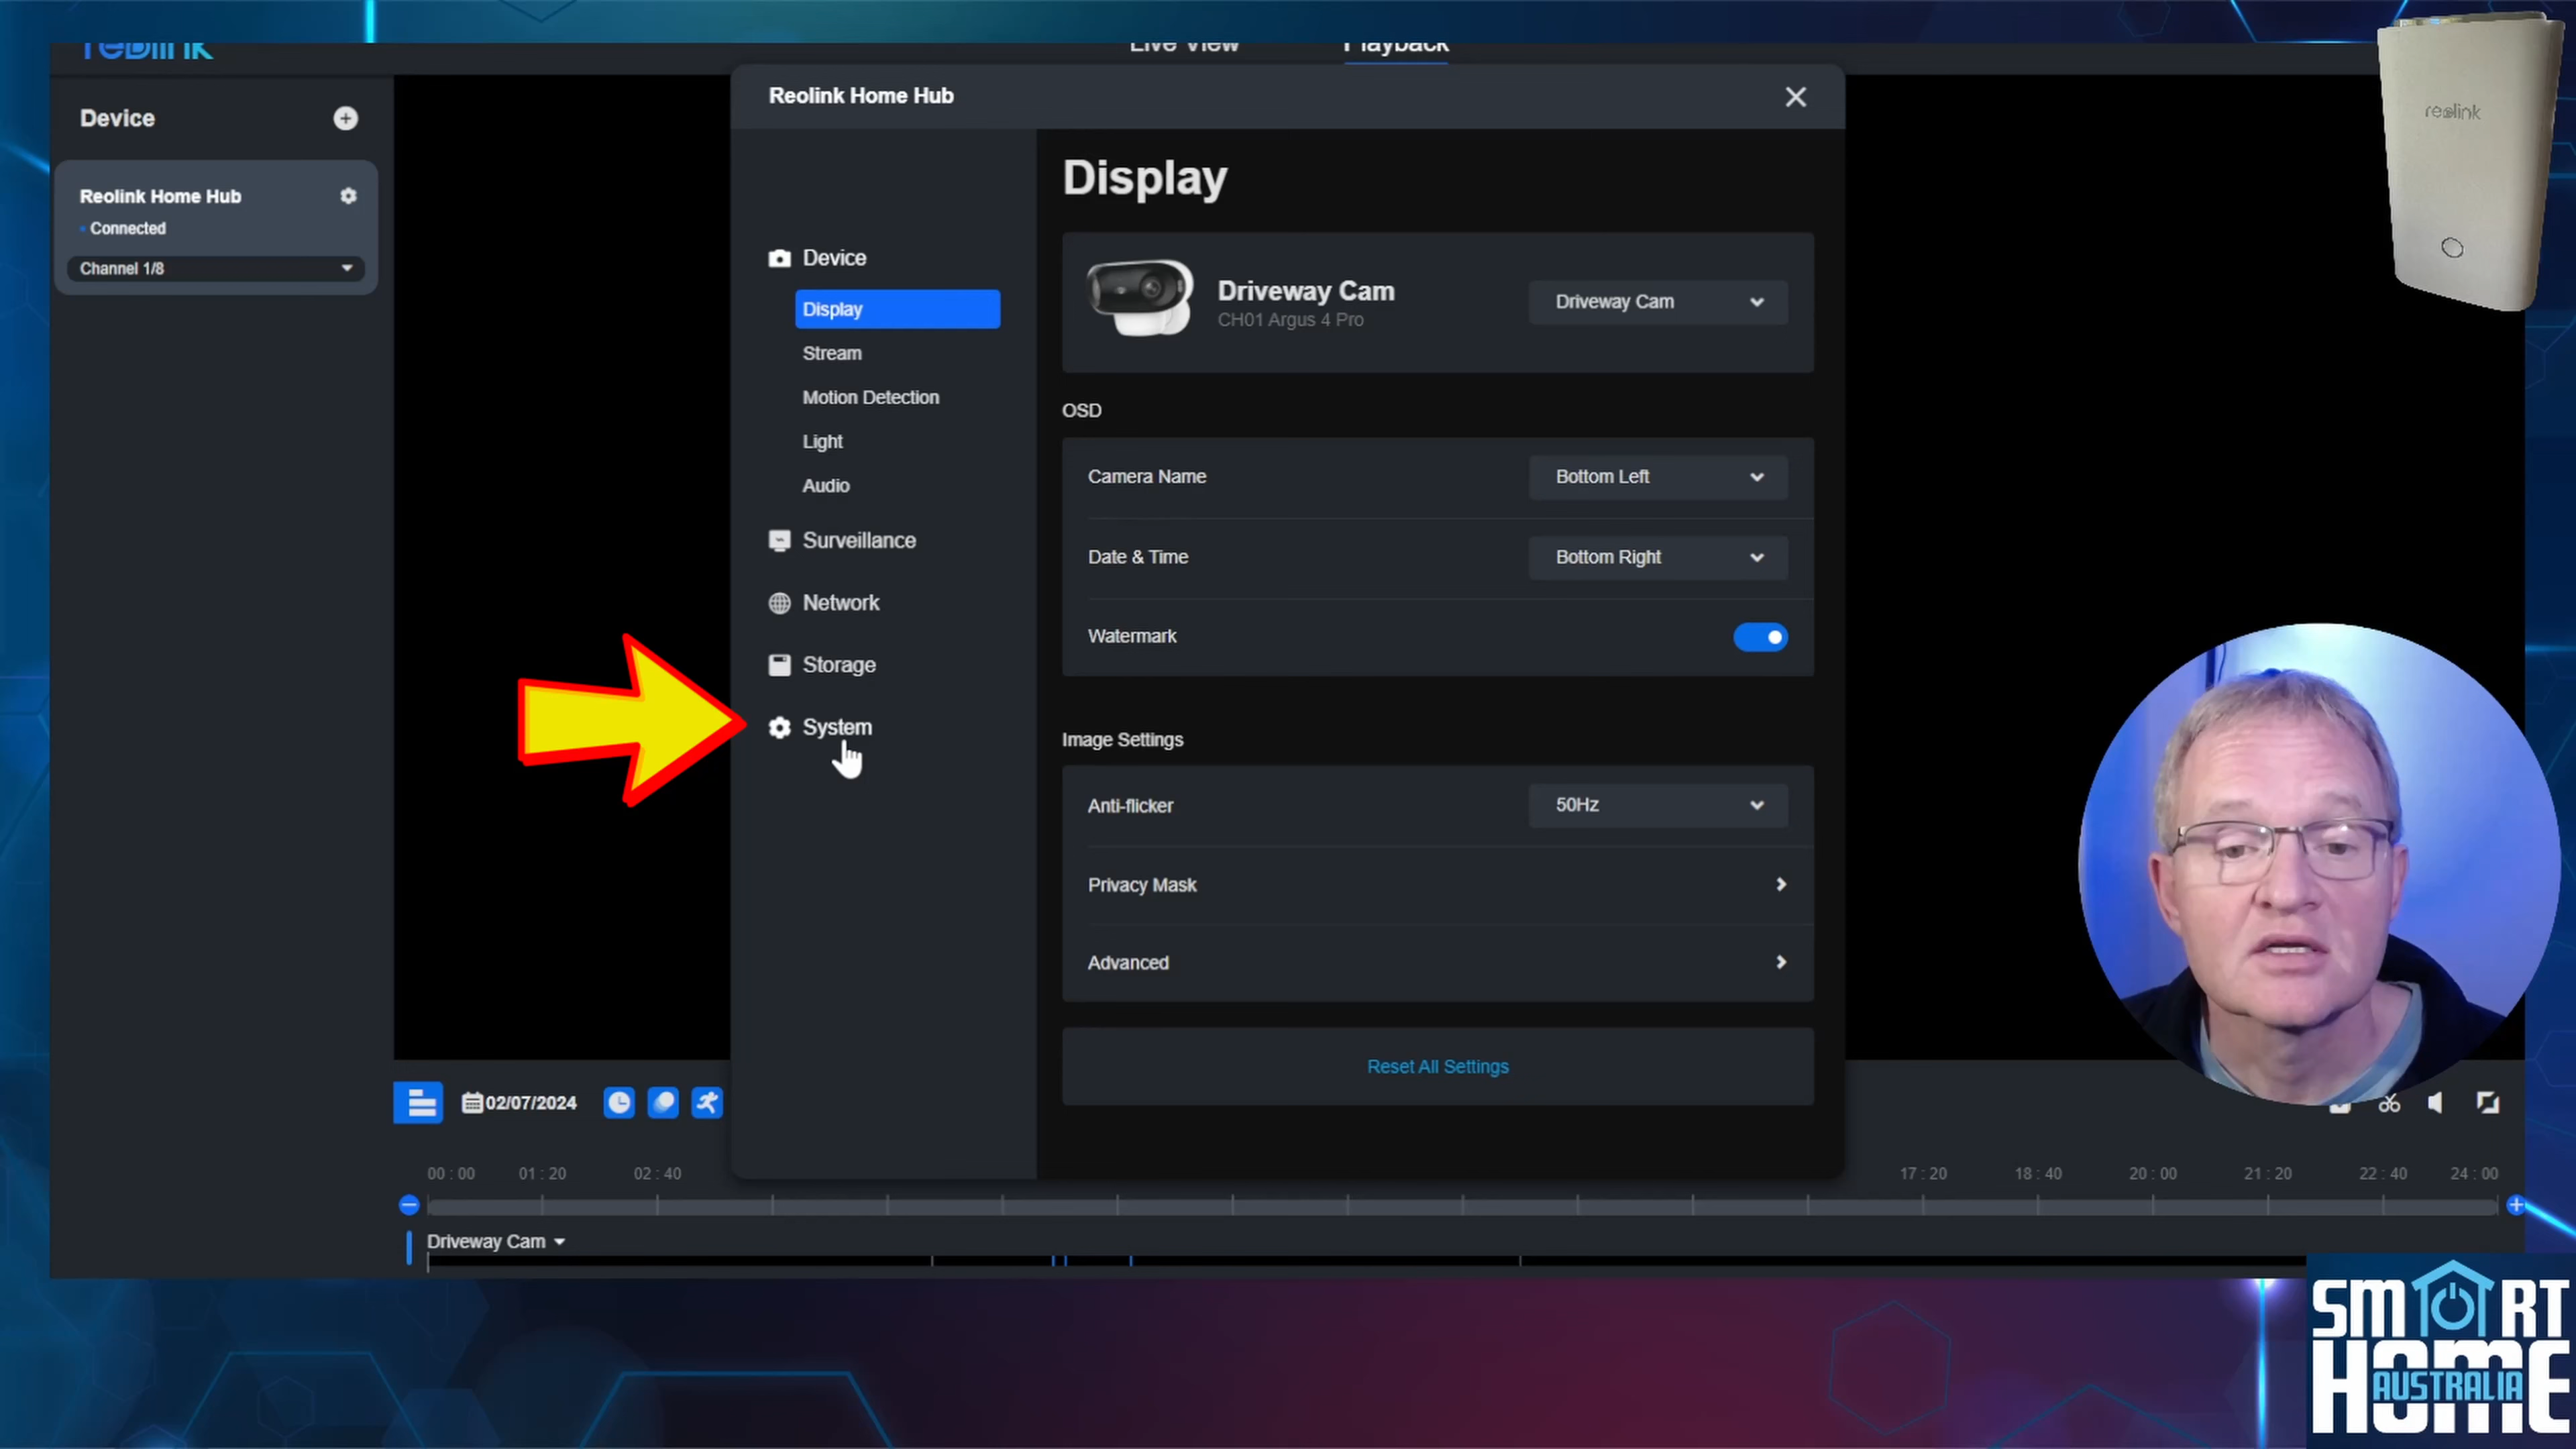 reolink
Live View
Playback
Device
Reolink Home Hub
Connected
Channel 1/8
Reolink Home Hub
Device
Display
Stream
Motion Detection
Light
Audio
Surveillance
Network
Storage
System
Display
Driveway Cam
CH01 Argus 4 Pro
Driveway Cam
OSD
Camera Name
Bottom Left
Date & Time
Bottom Right
Watermark
Image Settings
Anti-flicker
50Hz
Privacy Mask
Advanced
Reset All Settings
reolink
02/07/2024
00 : 00
01 : 20
02 : 40
17 : 20
18 : 40
20 : 00
21 : 20
22 : 40
24 : 00
Driveway Cam
SMART
HOME
AUSTRALIA